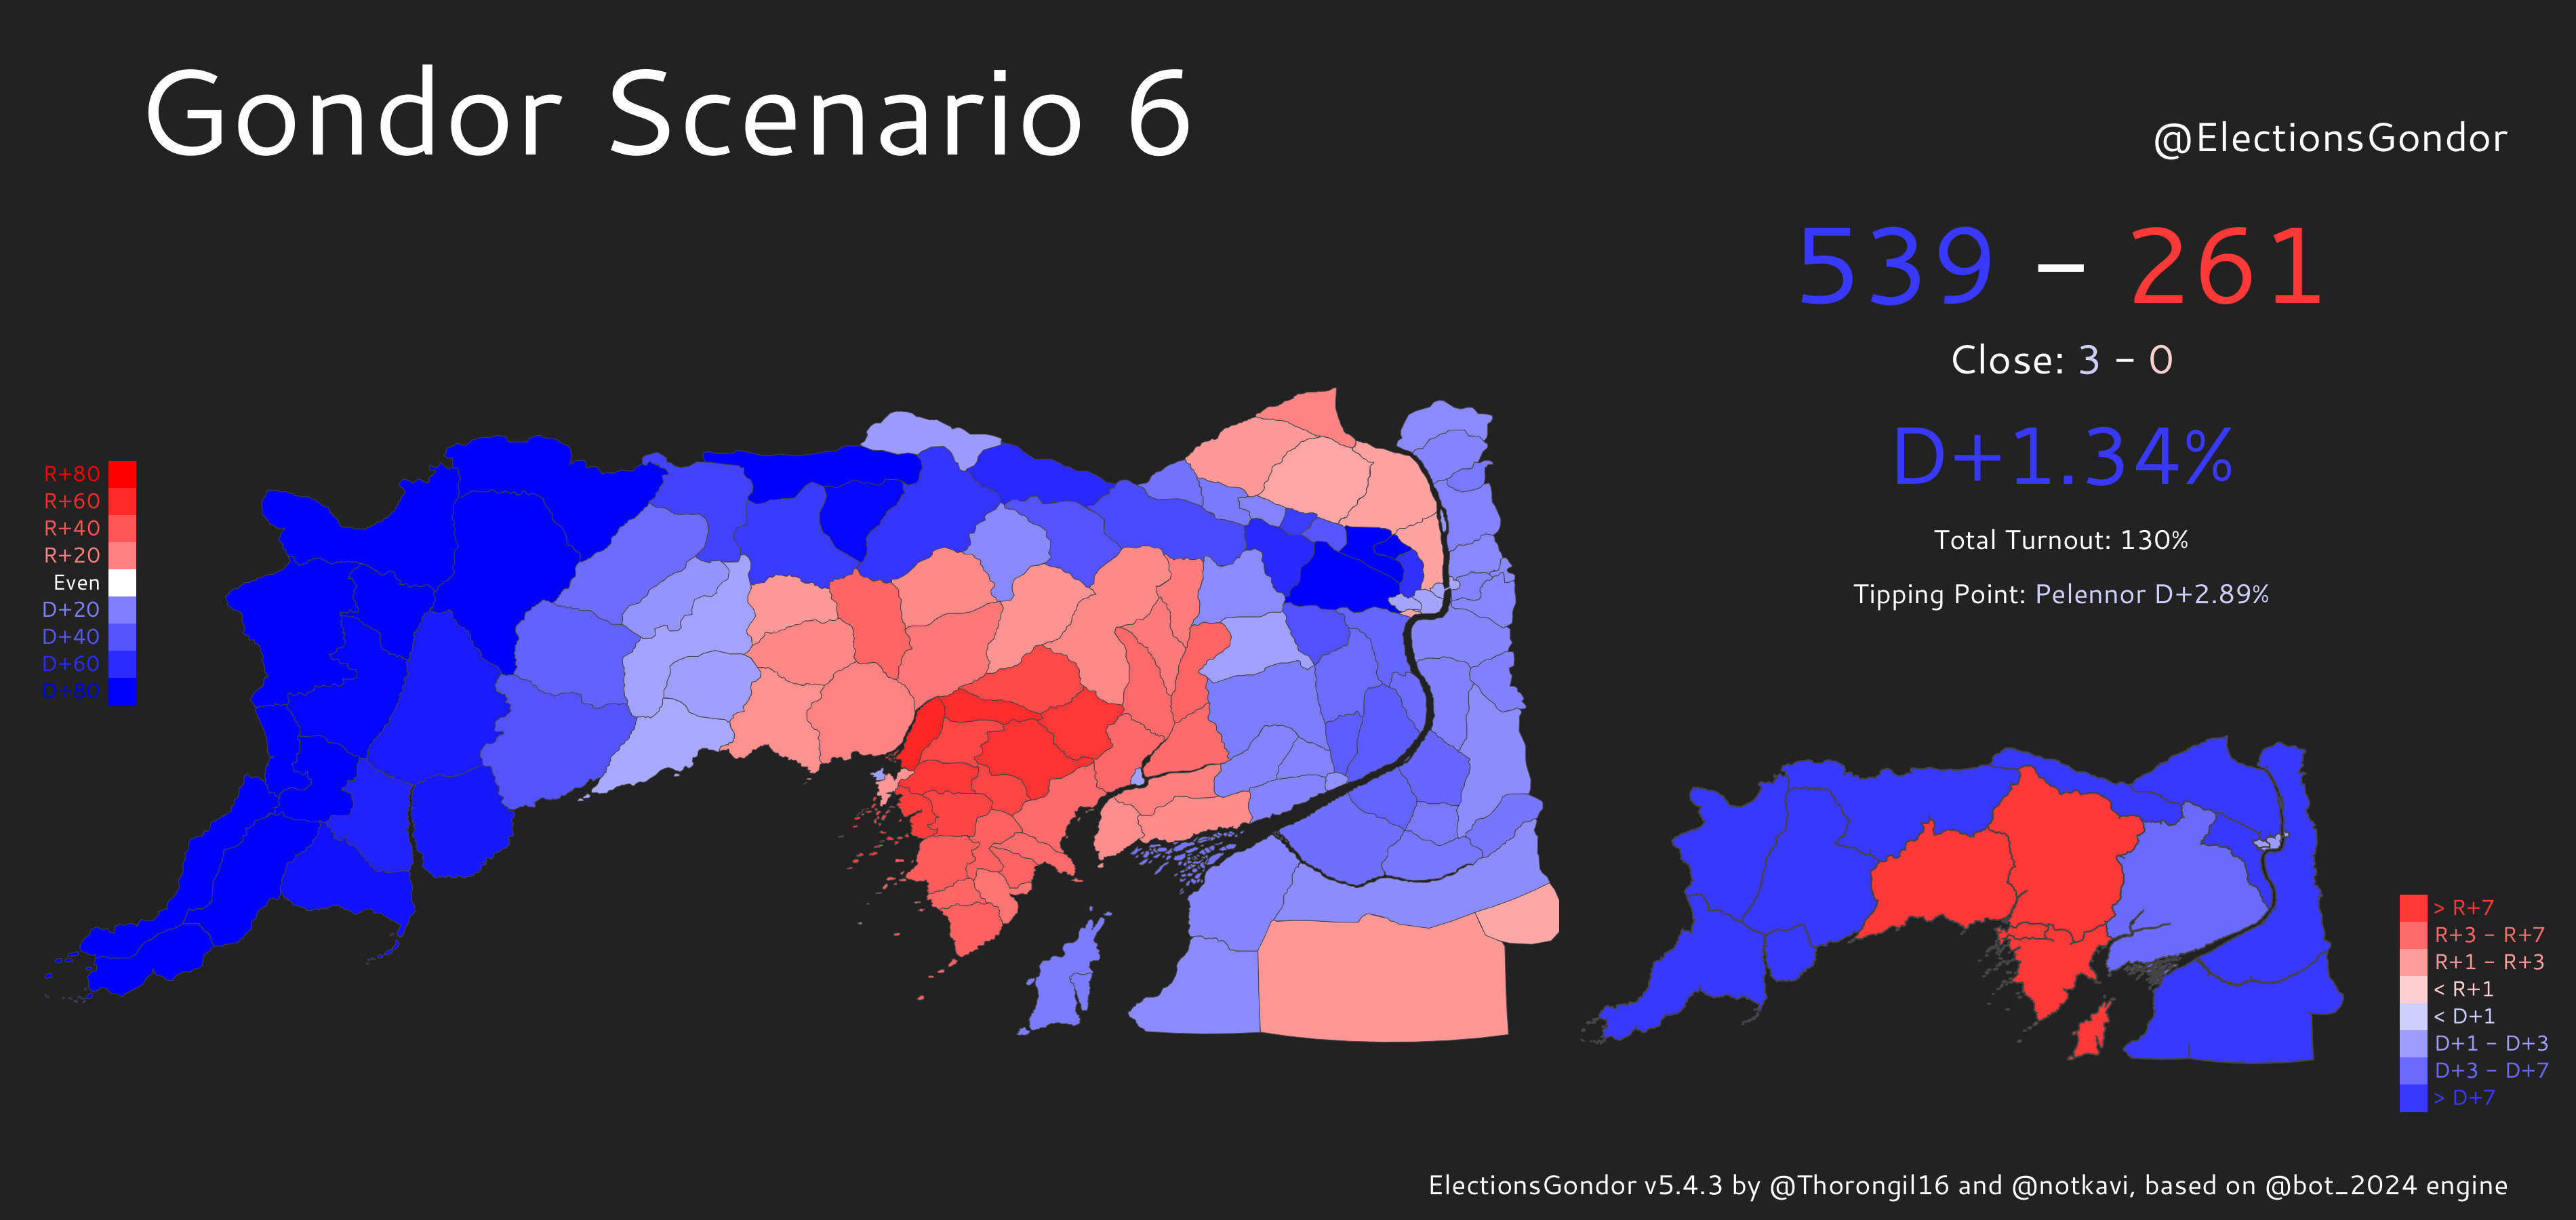 Gondor Scenario 6
@ElectionsGondor
539 – 261
Close: 3 – 0
D+1.34%
Total Turnout: 130%
Tipping Point: Pelennor D+2.89%
R+80
R+60
R+40
R+20
Even
D+20
D+40
D+60
D+80
> R+7
R+3 – R+7
R+1 – R+3
< R+1
< D+1
D+1 – D+3
D+3 – D+7
> D+7
ElectionsGondor v5.4.3 by @Thorongil16 and @notkavi, based on @bot_2024 engine